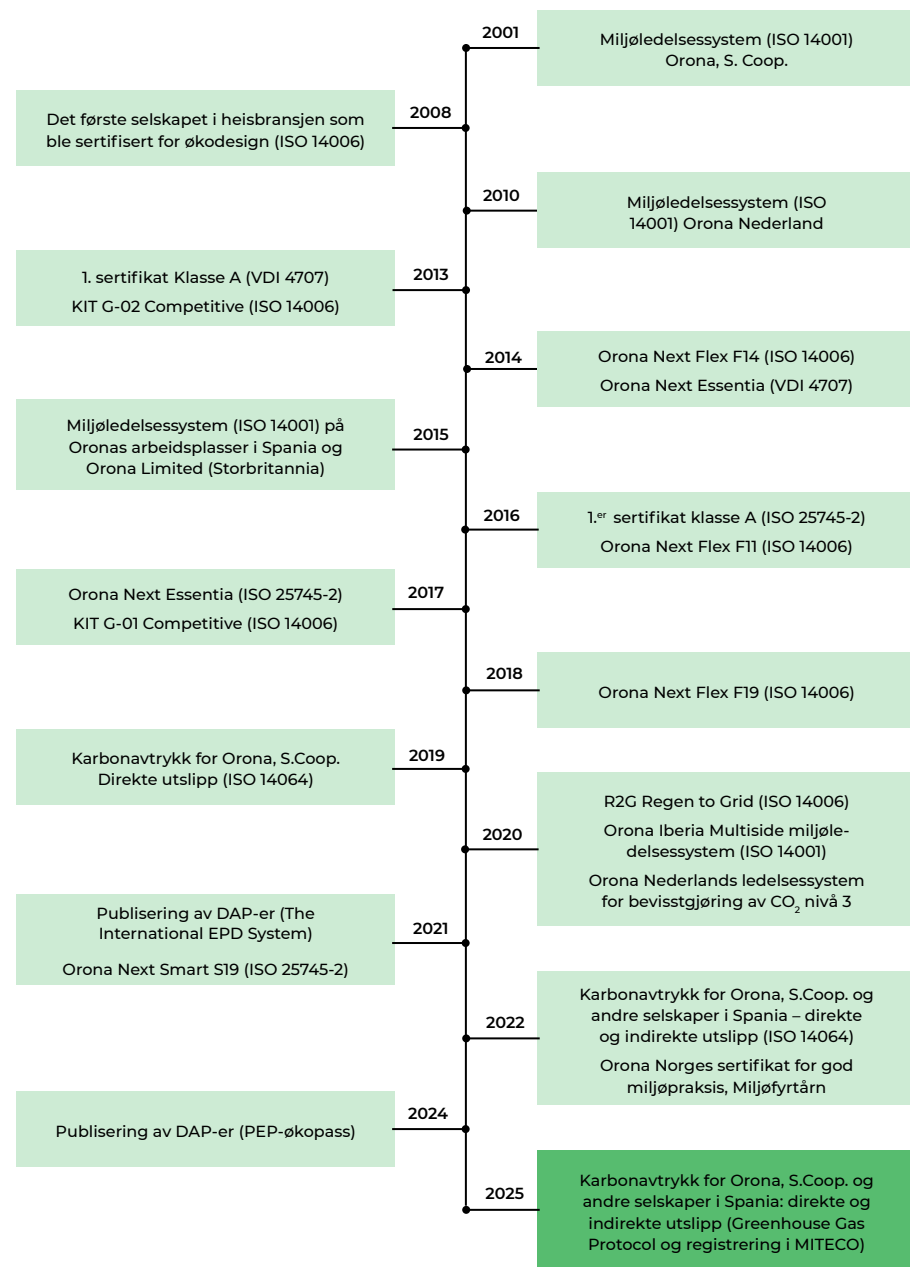 2001
Miljøledelsessystem (ISO 14001)
Orona, S. Coop.
2008
Det første selskapet i heisbransjen som
ble sertifisert for økodesign (ISO 14006)
2010
Miljøledelsessystem (ISO
14001) Orona Nederland
2013
1. sertifikat Klasse A (VDI 4707)
KIT G-02 Competitive (ISO 14006)
2014
Orona Next Flex F14 (ISO 14006)
Orona Next Essentia (VDI 4707)
2015
Miljøledelsessystem (ISO 14001) på
Oronas arbeidsplasser i Spania og
Orona Limited (Storbritannia)
2016
1.ᵉʳ sertifikat klasse A (ISO 25745-2)
Orona Next Flex F11 (ISO 14006)
2017
Orona Next Essentia (ISO 25745-2)
KIT G-01 Competitive (ISO 14006)
2018
Orona Next Flex F19 (ISO 14006)
2019
Karbonavtrykk for Orona, S.Coop.
Direkte utslipp (ISO 14064)
2020
R2G Regen to Grid (ISO 14006)
Orona Iberia Multiside miljøle-
delsessystem (ISO 14001)
Orona Nederlands ledelsessystem
for bevisstgjøring av CO₂ nivå 3
2021
Publisering av DAP-er (The
International EPD System)
Orona Next Smart S19 (ISO 25745-2)
2022
Karbonavtrykk for Orona, S.Coop. og
andre selskaper i Spania – direkte
og indirekte utslipp (ISO 14064)
Orona Norges sertifikat for god
miljøpraksis, Miljøfyrtårn
2024
Publisering av DAP-er (PEP-økopass)
2025
Karbonavtrykk for Orona, S.Coop. og
andre selskaper i Spania: direkte og
indirekte utslipp (Greenhouse Gas
Protocol og registrering i MITECO)